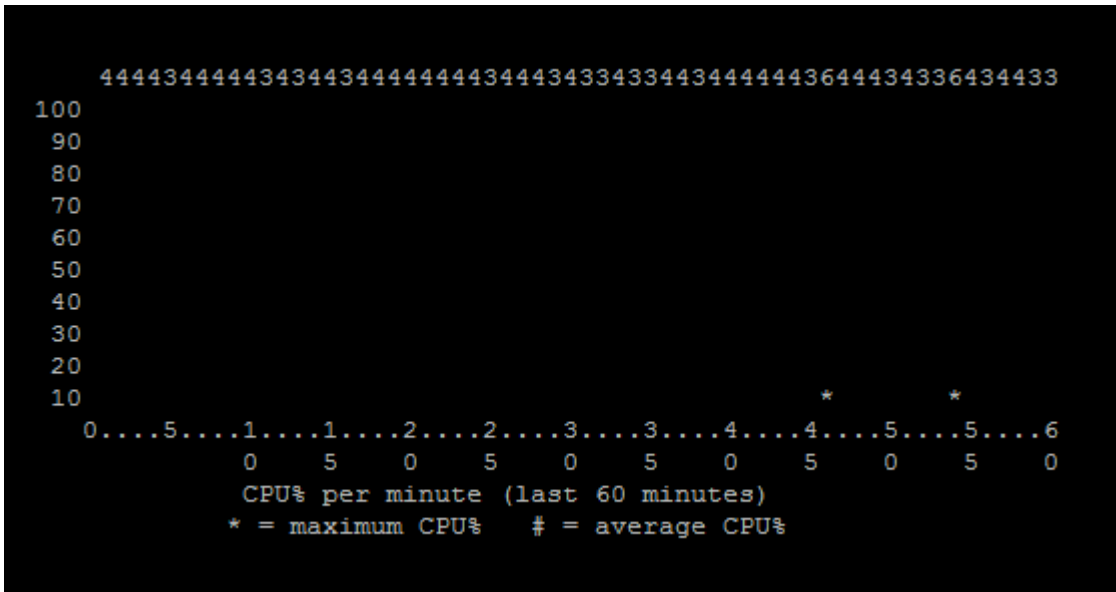 444434444434344344444444344434334334434444443644434336434433
100
90
80
70
60
50
40
30
20
10 * *
0....5....1....1....2....2....3....3....4....4....5....5....6
0 5 0 5 0 5 0 5 0 5 0
CPU% per minute (last 60 minutes)
* = maximum CPU% # = average CPU%